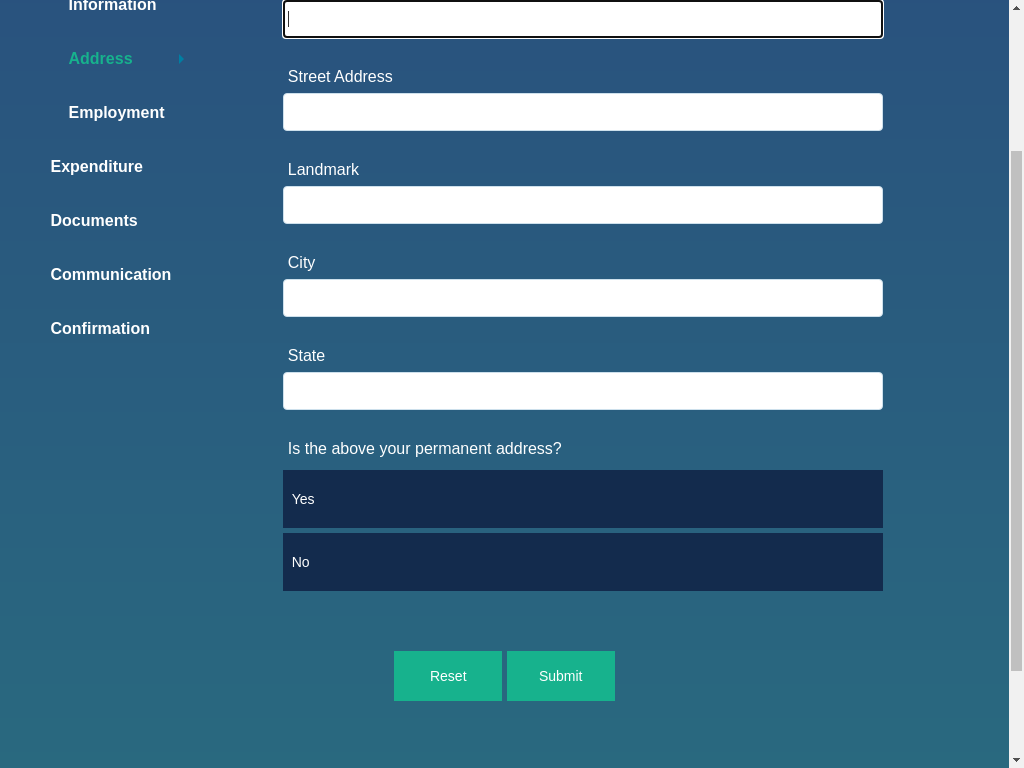 Information
Address
Employment
Expenditure
Documents
Communication
Confirmation
Street Address
Landmark
City
State
Is the above your permanent address?
Yes
No
Reset
Submit